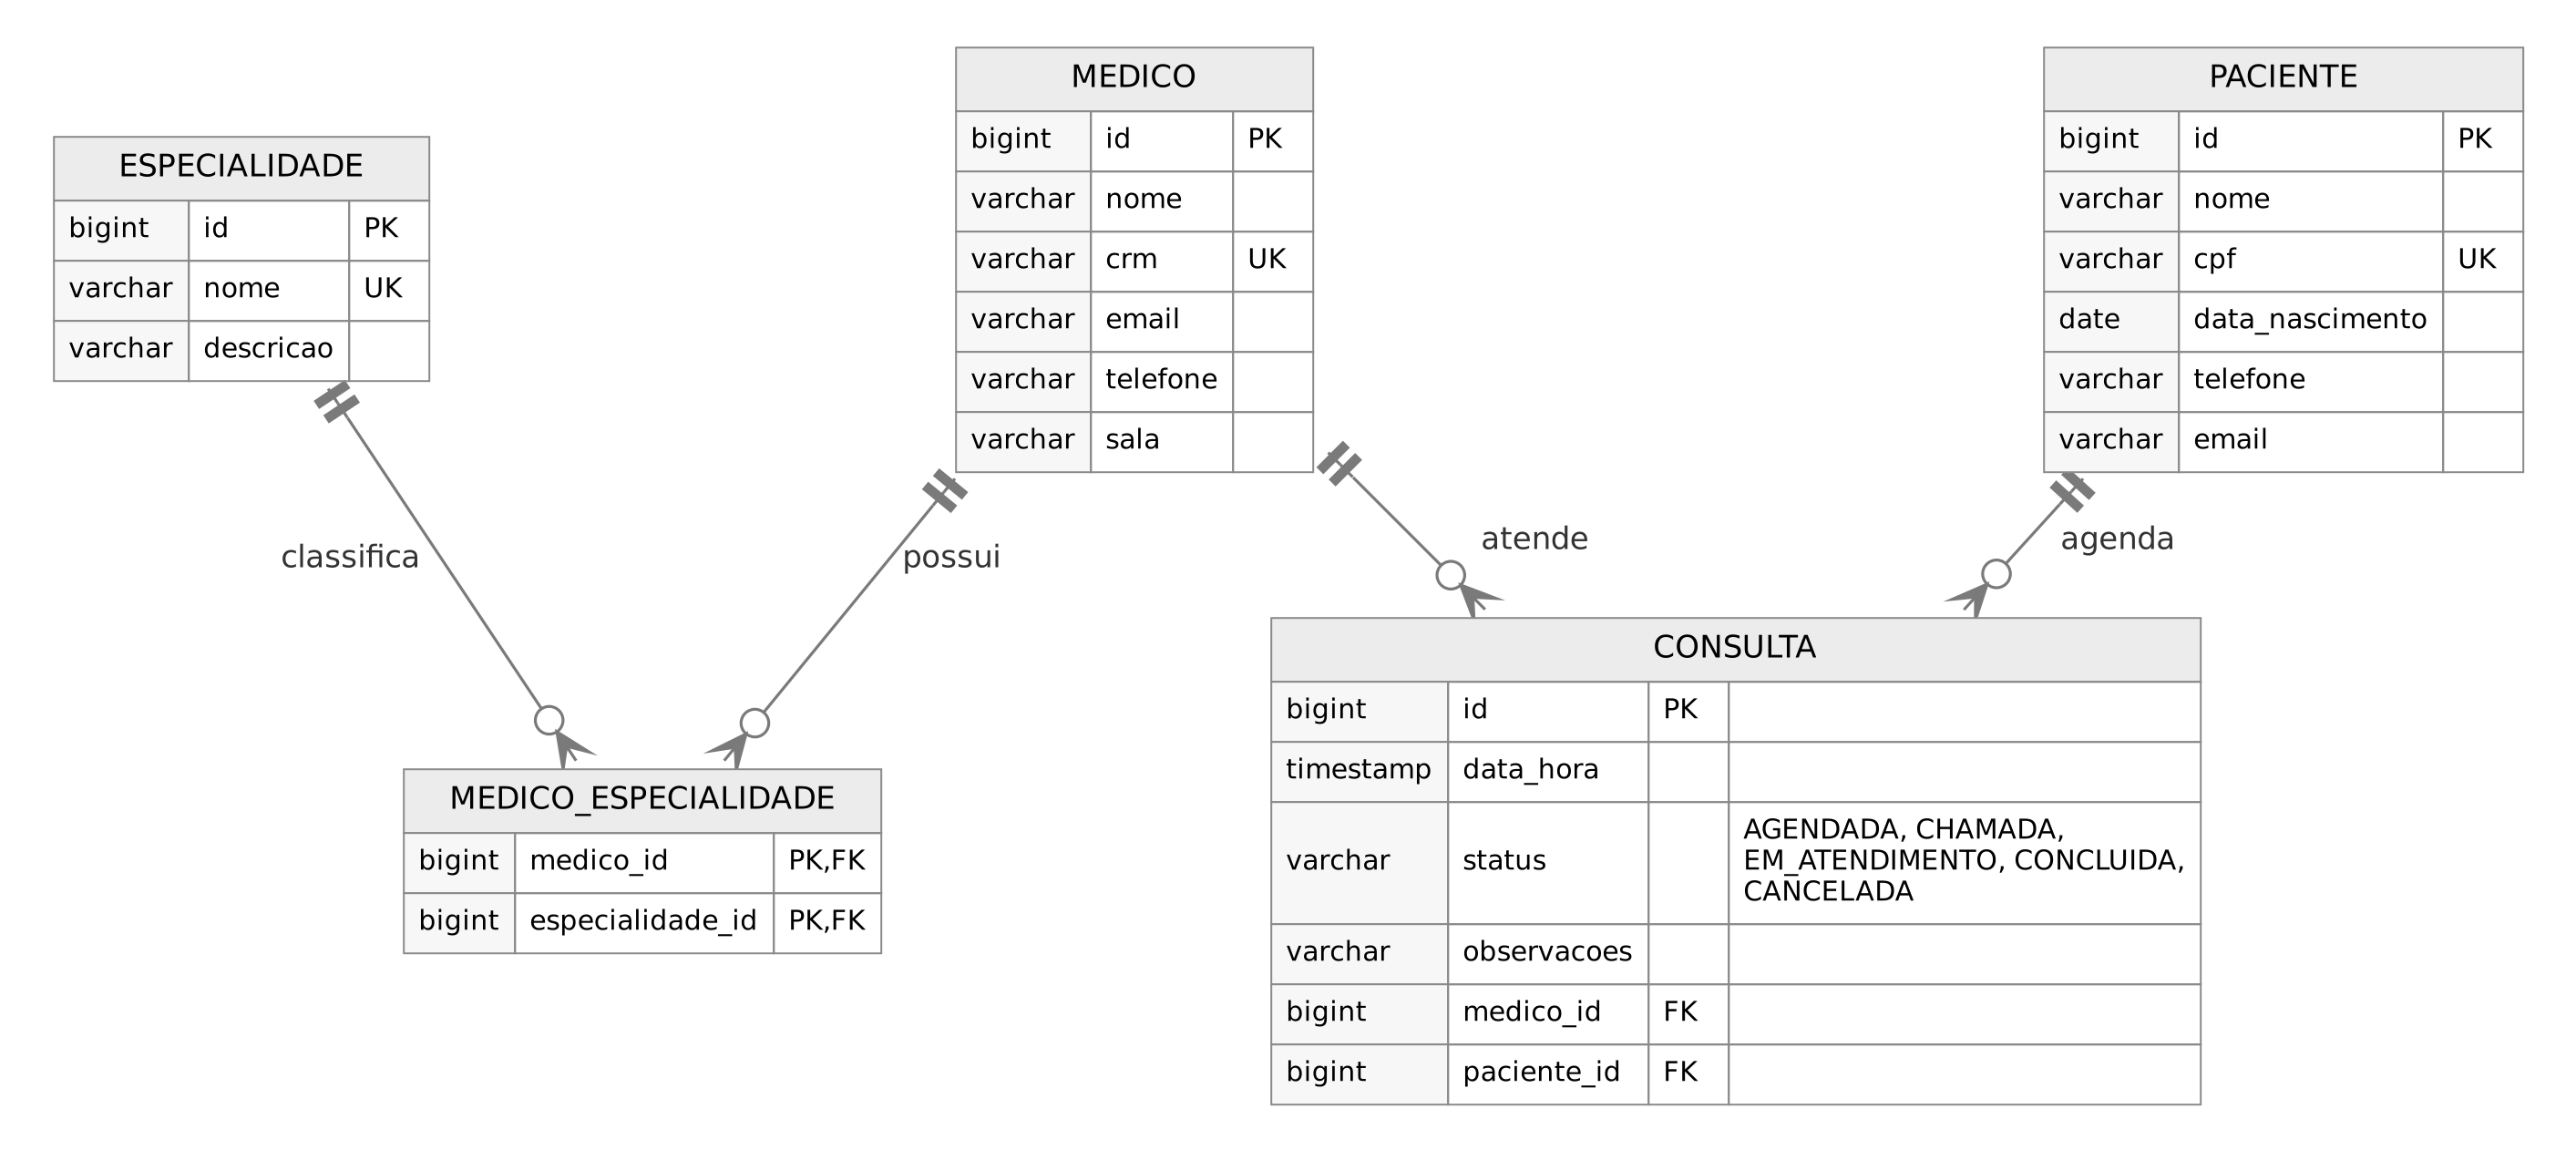 ESPECIALIDADE
bigint id PK
varchar nome UK
varchar descricao
MEDICO
bigint id PK
varchar nome
varchar crm UK
varchar email
varchar telefone
varchar sala
PACIENTE
bigint id PK
varchar nome
varchar cpf UK
date data_nascimento
varchar telefone
varchar email
classifica
possui
atende
agenda
MEDICO_ESPECIALIDADE
bigint medico_id PK,FK
bigint especialidade_id PK,FK
CONSULTA
bigint id PK
timestamp data_hora
varchar status AGENDADA, CHAMADA,
EM_ATENDIMENTO, CONCLUIDA,
CANCELADA
varchar observacoes
bigint medico_id FK
bigint paciente_id FK